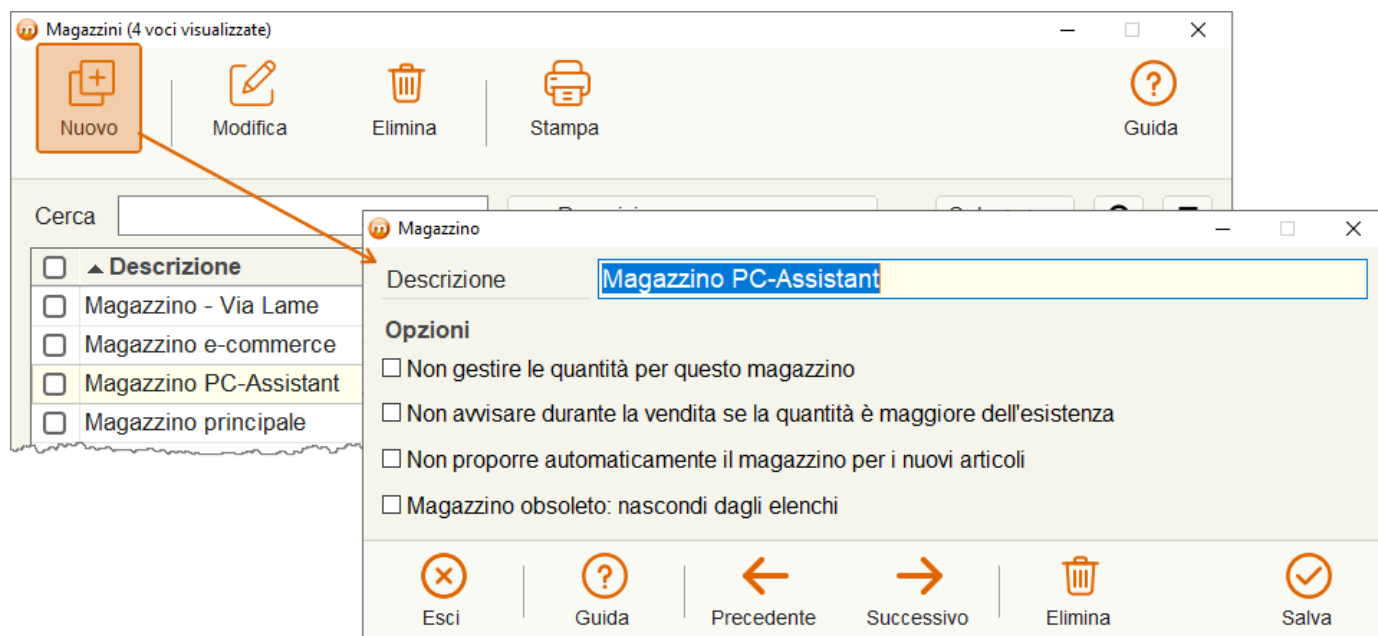 Magazzini (4 voci visualizzate)
Nuovo
Modifica
Elimina
Stampa
Guida
Cerca
Descrizione
Magazzino - Via Lame
Magazzino e-commerce
Magazzino PC-Assistant
Magazzino principale
Magazzino
Descrizione
Magazzino PC-Assistant
Opzioni
Non gestire le quantità per questo magazzino
Non avvisare durante la vendita se la quantità è maggiore dell'esistenza
Non proporre automaticamente il magazzino per i nuovi articoli
Magazzino obsoleto: nascondi dagli elenchi
Esci
Guida
Precedente
Successivo
Elimina
Salva